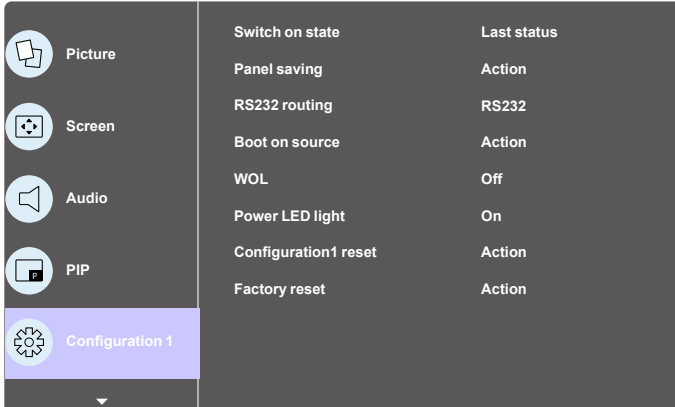 Picture
Screen
Audio
PIP
P
Configuration 1
Switch on state Last status
Panel saving Action
RS232 routing RS232
Boot on source Action
WOL Off
Power LED light On
Configuration1 reset Action
Factory reset Action